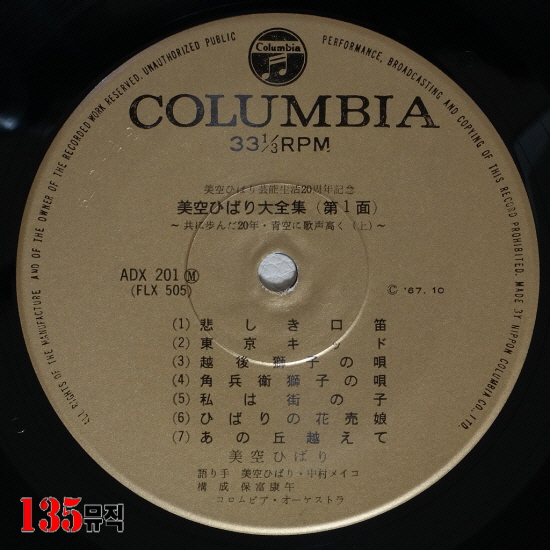 ALL RIGHTS OF THE MANUFACTURE AND OF THE OWNER OF THE RECORDED WORK RESERVED. UNAUTHORIZED PUBLIC PERFORMANCE, BROADCASTING AND COPYING OF THIS RECORD PROHIBITED. MADE BY NIPPON COLUMBIA CO., LTD.
Columbia
COLUMBIA
33 1/3 RPM
美空ひばり芸能生活20周年記念
美空ひばり大全集(第1面)
~共に歩んだ20年・青空に歌声高く(上)~
ADX 201 Ⓜ
(FLX 505)
© '67. 10
(1) 悲しき口笛
(2) 東京キッド
(3) 越後獅子の唄
(4) 角兵衛獅子の唄
(5) 私は街の子
(6) ひばりの花売娘
(7) あの丘越えて
美空ひばり
語り手 美空ひばり・中村メイコ
構成 保富康午
コロムビア・オーケストラ
135뮤직